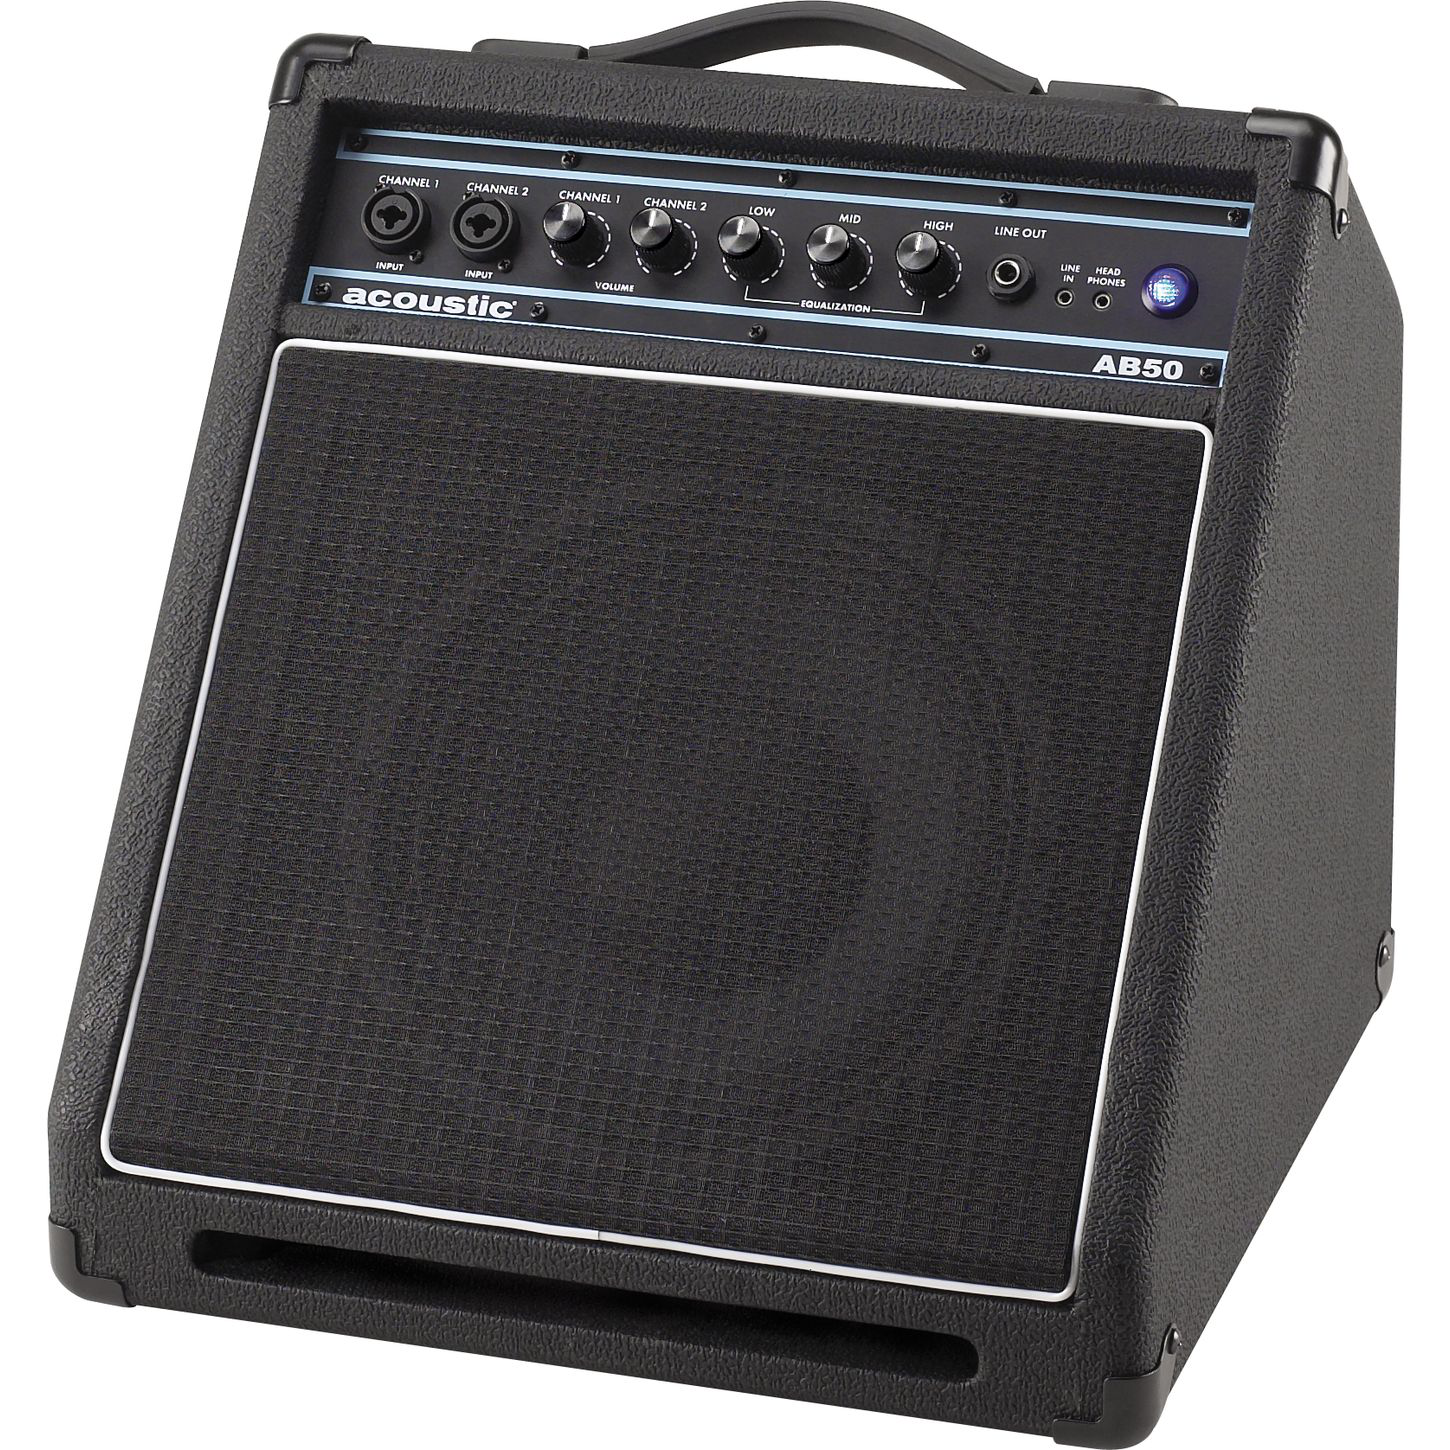 CHANNEL 1
CHANNEL 2
CHANNEL 1
CHANNEL 2
LOW
MID
HIGH
LINE OUT
LINE
IN
HEAD
PHONES
INPUT
INPUT
VOLUME
EQUALIZATION
acoustic
AB50